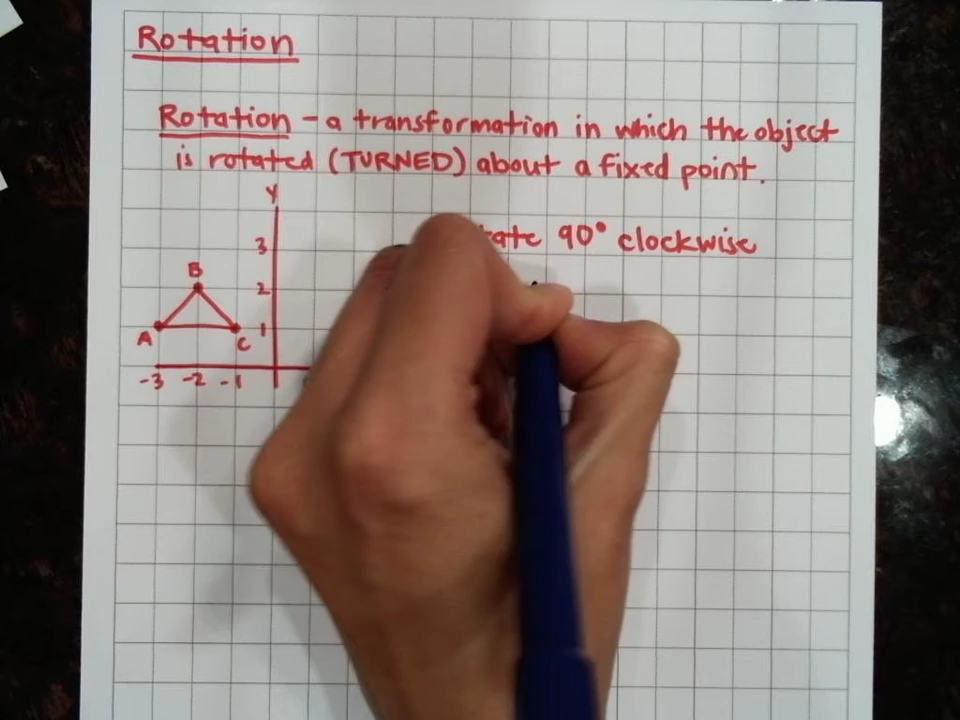 Rotation
Rotation - a transformation in which the object
is rotated (TURNED) about a fixed point.
Y
90° clockwise
3
B
2
A
C
1
-3 -2 -1